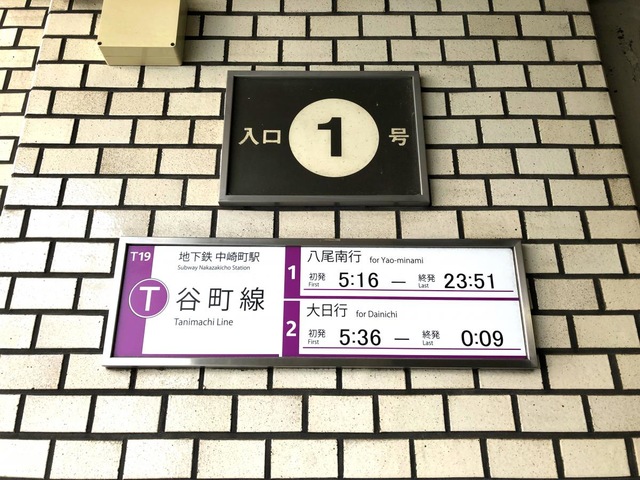 入口 1 号
T19
地下鉄 中崎町駅
Subway Nakazakicho Station
T 谷町線
Tanimachi Line
1 八尾南行 for Yao-minami
初発 First 5:16 — 終発 Last 23:51
2 大日行 for Dainichi
初発 First 5:36 — 終発 Last 0:09